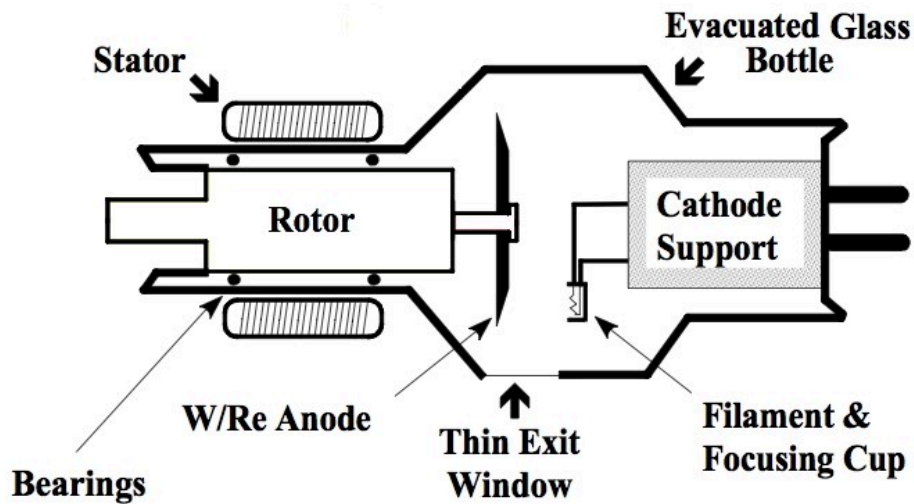 Evacuated Glass
Bottle
Stator
Rotor
Cathode
Support
W/Re Anode
Thin Exit
Window
Filament &
Focusing Cup
Bearings